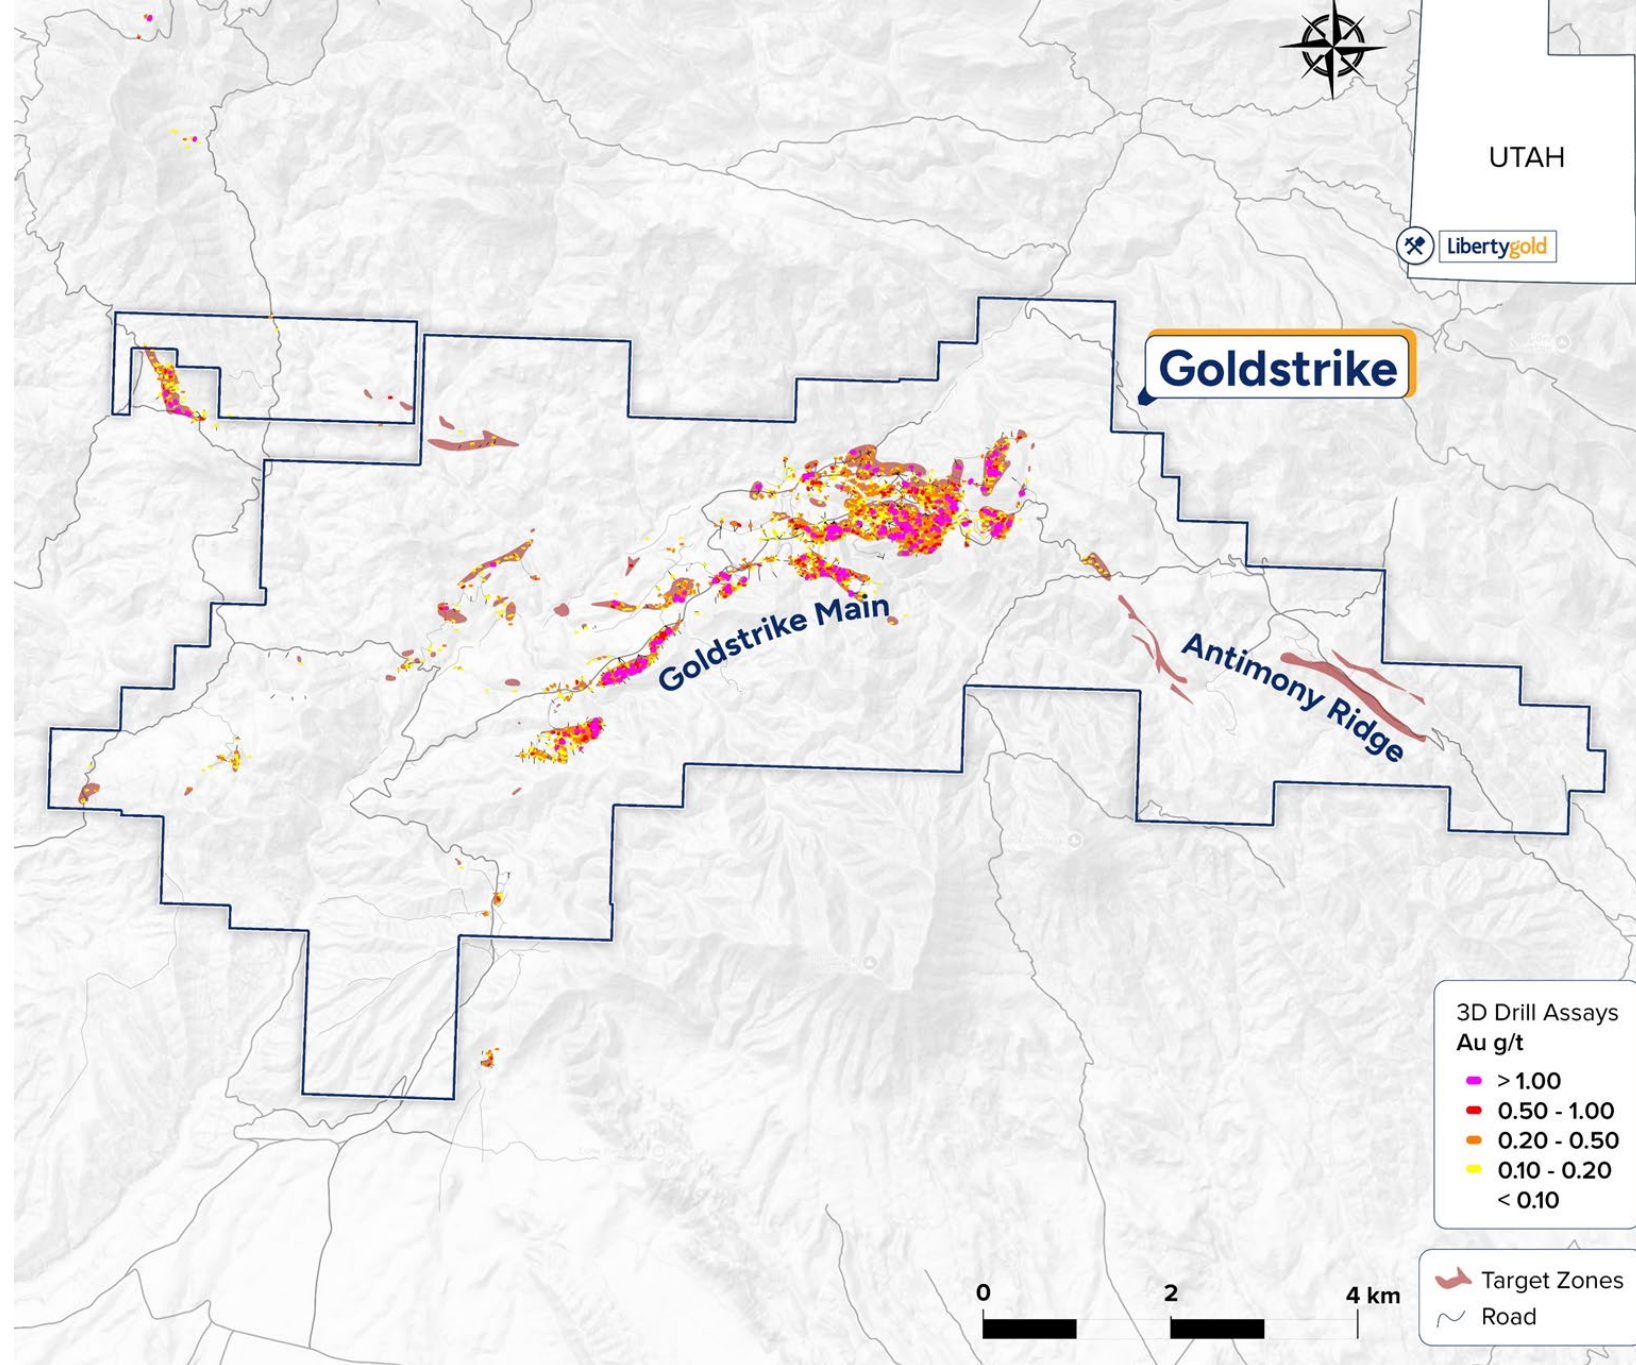 UTAH
Libertygold
Goldstrike
Goldstrike Main
Antimony Ridge
3D Drill Assays
Au g/t
> 1.00
0.50 - 1.00
0.20 - 0.50
0.10 - 0.20
< 0.10
0 2 4 km
Target Zones
Road